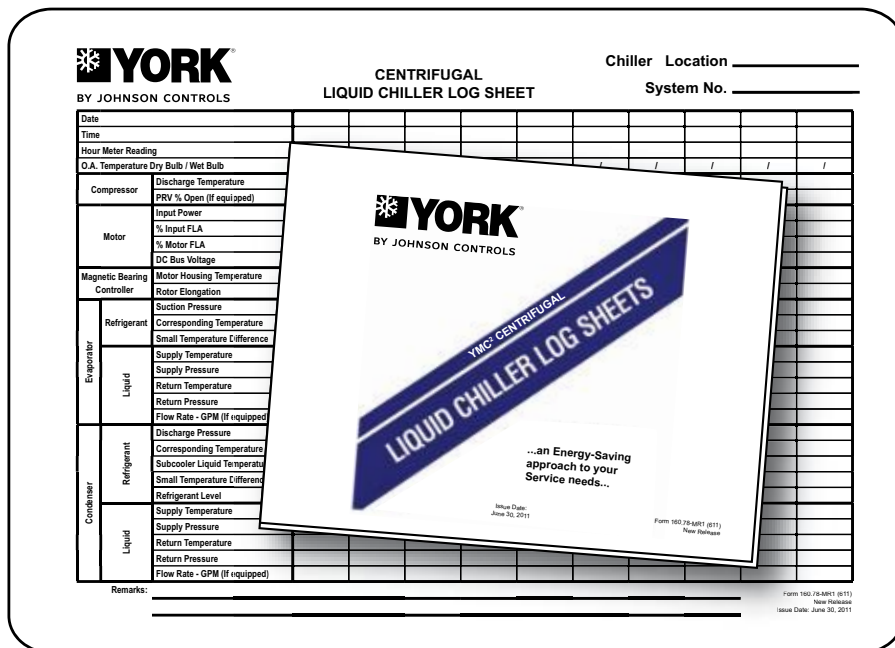 YORK®
BY JOHNSON CONTROLS
CENTRIFUGAL
LIQUID CHILLER LOG SHEET
Chiller Location
System No.
Date
Time
Hour Meter Reading
O.A. Temperature Dry Bulb / Wet Bulb / / / / /
Compressor
Discharge Temperature
PRV % Open (If equipped)
Motor
Input Power
% Input FLA
% Motor FLA
DC Bus Voltage
Magnetic Bearing
Controller
Motor Housing Temperature
Rotor Elongation
Evaporator
Refrigerant
Suction Pressure
Corresponding Temperature
Small Temperature Difference
Liquid
Supply Temperature
Supply Pressure
Return Temperature
Return Pressure
Flow Rate - GPM (If equipped)
Condenser
Refrigerant
Discharge Pressure
Corresponding Temperature
Subcooler Liquid Temperatu
Small Temperature Differenc
Refrigerant Level
Liquid
Supply Temperature
Supply Pressure
Return Temperature
Return Pressure
Flow Rate - GPM (If equipped)
Remarks:
Form 160.78-MR1 (611)
New Release
Issue Date: June 30, 2011
YORK®
BY JOHNSON CONTROLS
YMC² CENTRIFUGAL
LIQUID CHILLER LOG SHEETS
...an Energy-Saving
approach to your
Service needs...
Issue Date:
June 30, 2011
Form 160.78-MR1 (611)
New Release